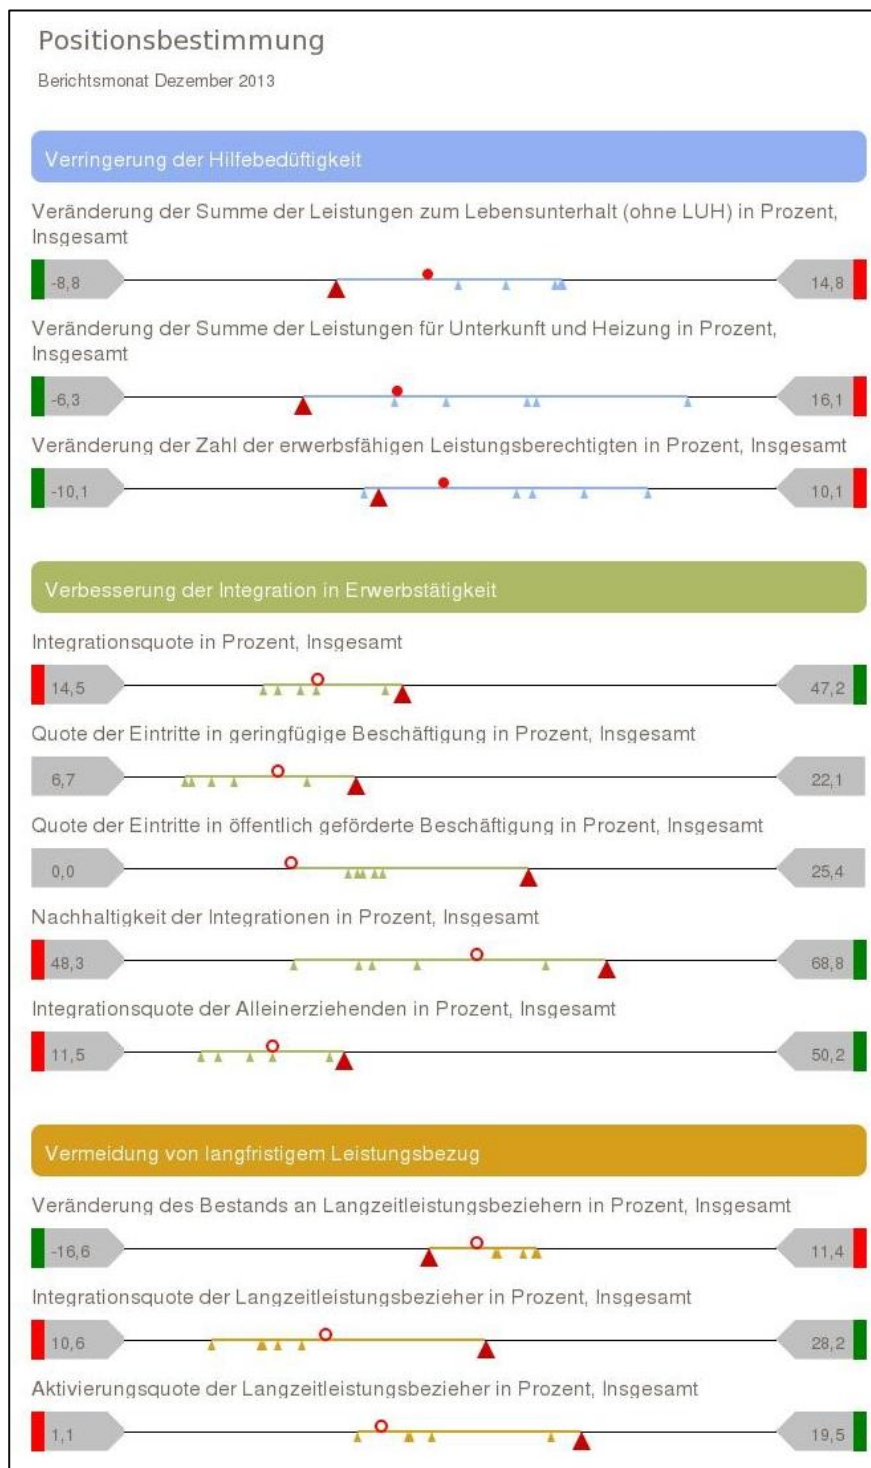 Positionsbestimmung
Berichtsmonat Dezember 2013
Verringerung der Hilfebedüftigkeit
Veränderung der Summe der Leistungen zum Lebensunterhalt (ohne LUH) in Prozent,
Insgesamt
-8,8 14,8
Veränderung der Summe der Leistungen für Unterkunft und Heizung in Prozent,
Insgesamt
-6,3 16,1
Veränderung der Zahl der erwerbsfähigen Leistungsberechtigten in Prozent, Insgesamt
-10,1 10,1
Verbesserung der Integration in Erwerbstätigkeit
Integrationsquote in Prozent, Insgesamt
14,5 47,2
Quote der Eintritte in geringfügige Beschäftigung in Prozent, Insgesamt
6,7 22,1
Quote der Eintritte in öffentlich geförderte Beschäftigung in Prozent, Insgesamt
0,0 25,4
Nachhaltigkeit der Integrationen in Prozent, Insgesamt
48,3 68,8
Integrationsquote der Alleinerziehenden in Prozent, Insgesamt
11,5 50,2
Vermeidung von langfristigem Leistungsbezug
Veränderung des Bestands an Langzeitleistungsbeziehern in Prozent, Insgesamt
-16,6 11,4
Integrationsquote der Langzeitleistungsbezieher in Prozent, Insgesamt
10,6 28,2
Aktivierungsquote der Langzeitleistungsbezieher in Prozent, Insgesamt
1,1 19,5